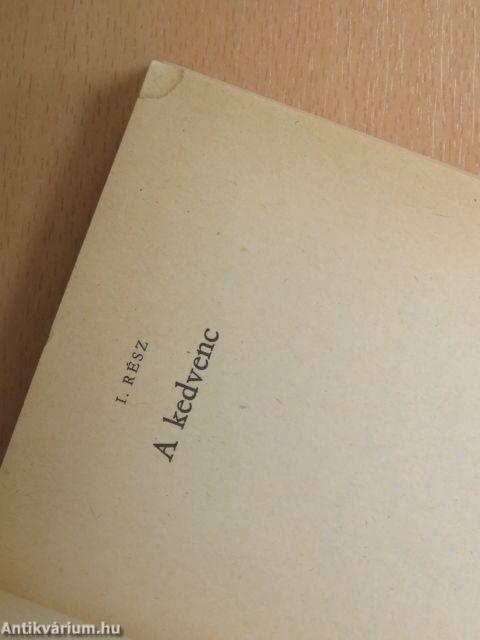 I. RÉSZ
A kedvenc
Antikvárium.hu